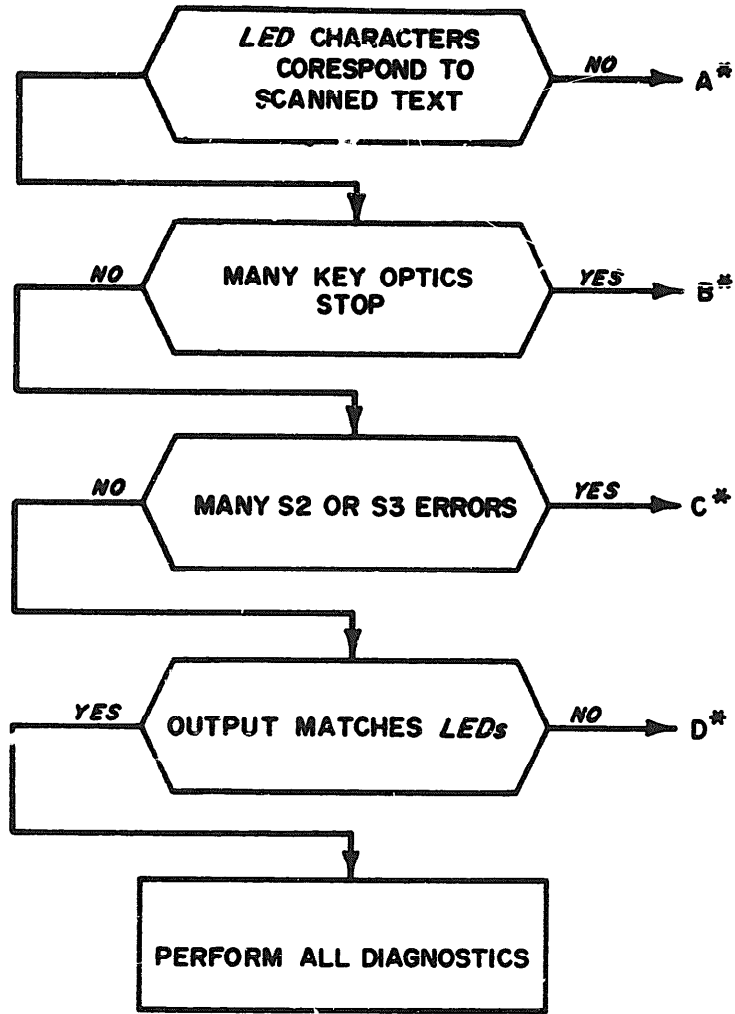 LED CHARACTERS
CORESPOND TO
SCANNED TEXT
NO
A*
NO
MANY KEY OPTICS
STOP
YES
B*
NO
MANY S2 OR S3 ERRORS
YES
C*
YES
OUTPUT MATCHES LEDs
NO
D*
PERFORM ALL DIAGNOSTICS